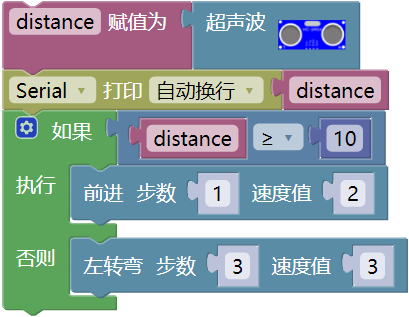 distance 赋值为 超声波
Serial 打印 自动换行 distance
如果 distance ≥ 10
执行 前进 步数 1 速度值 2
否则 左转弯 步数 3 速度值 3